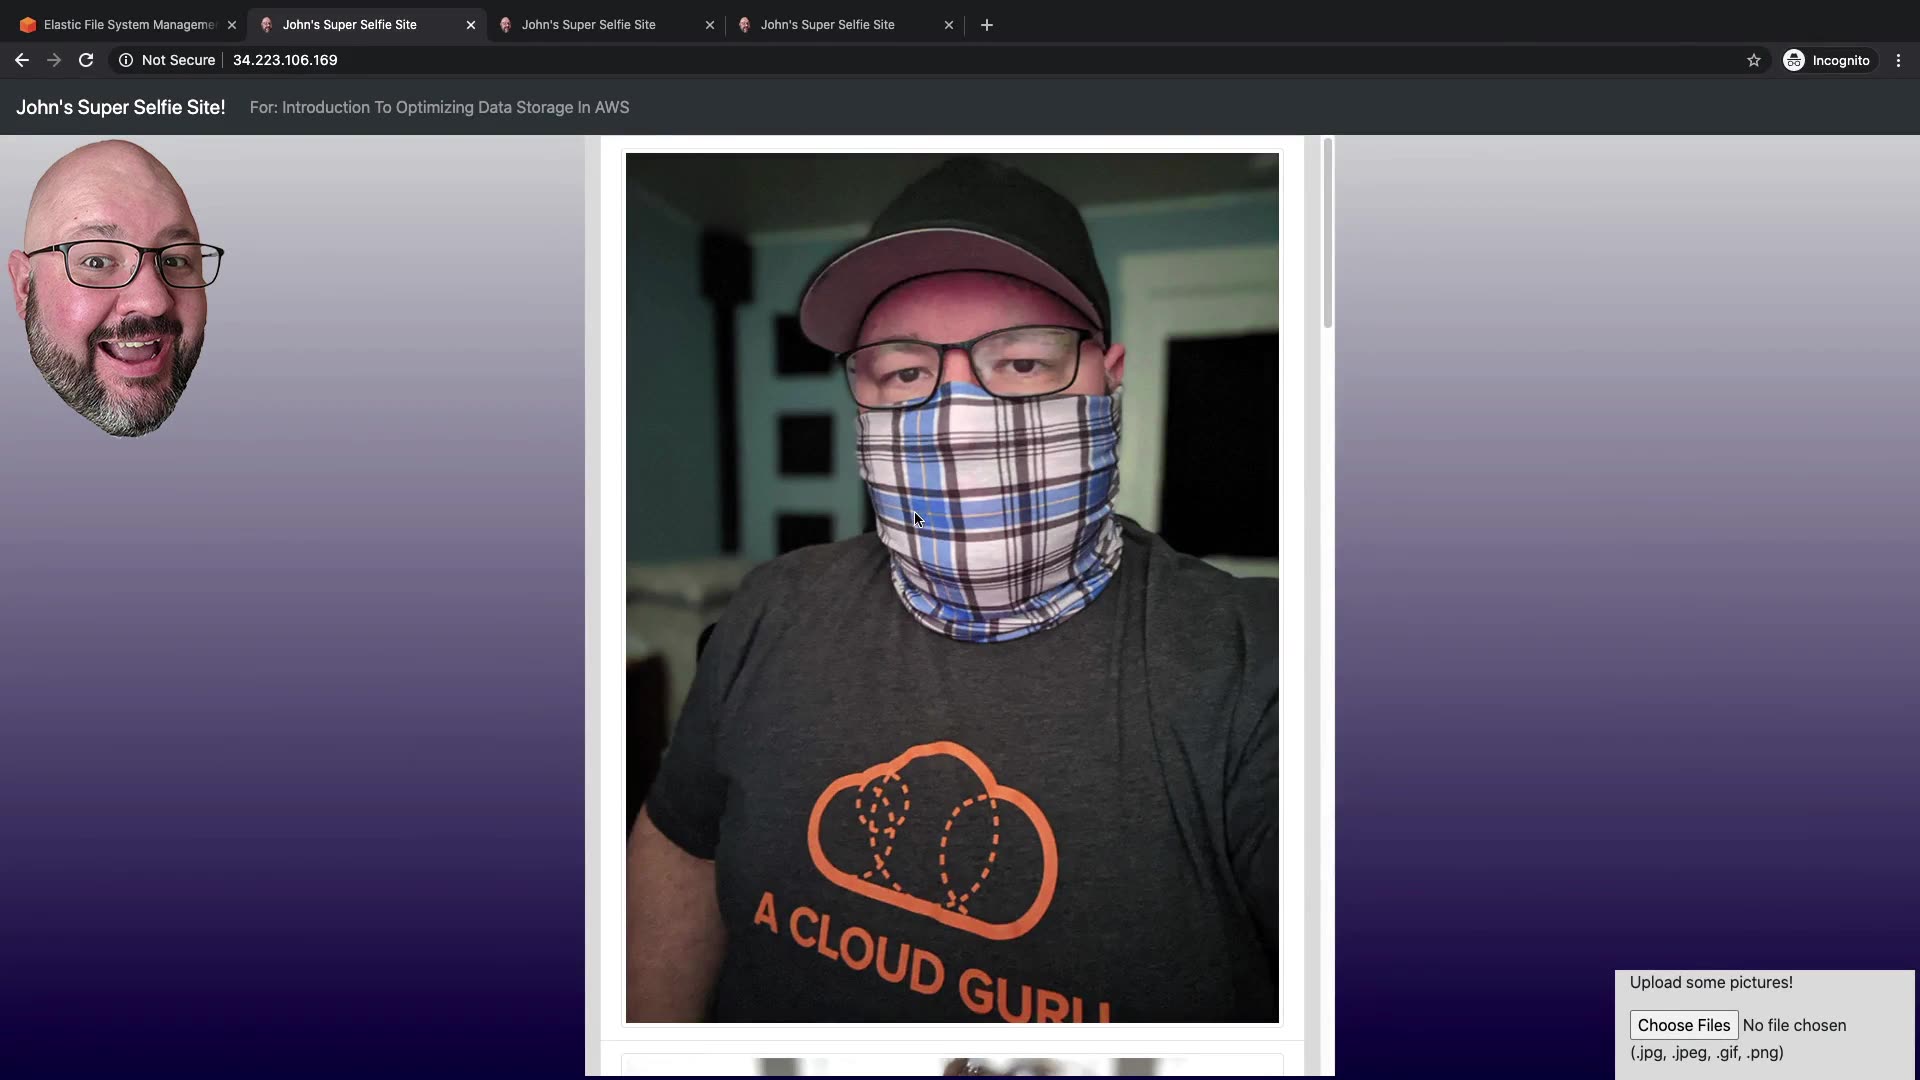 Elastic File System Manageme
John's Super Selfie Site
John's Super Selfie Site
John's Super Selfie Site
Not Secure
34.223.106.169
Incognito
John's Super Selfie Site!
For: Introduction To Optimizing Data Storage In AWS
A CLOUD GURU
Upload some pictures!
Choose Files No file chosen
(.jpg, .jpeg, .gif, .png)